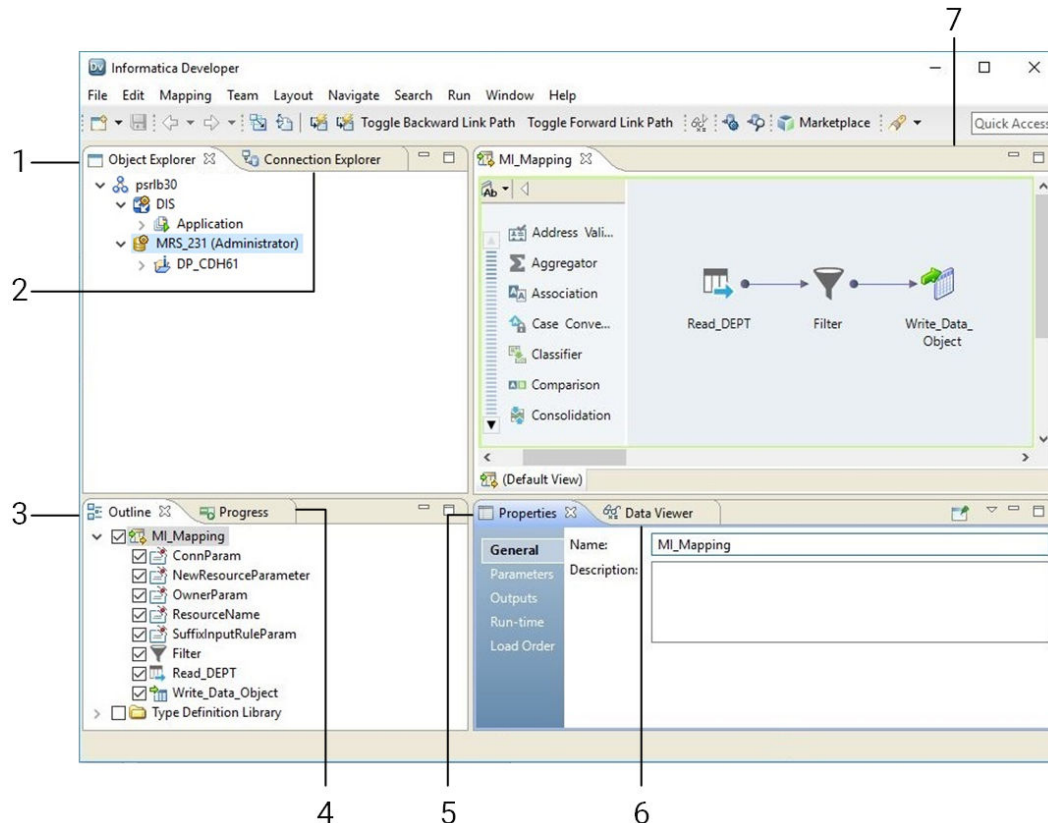 7
Informatica Developer
File Edit Mapping Team Layout Navigate Search Run Window Help
Toggle Backward Link Path Toggle Forward Link Path Marketplace Quick Access
1
Object Explorer Connection Explorer
psrlb30
DIS
Application
MRS_231 (Administrator)
DP_CDH61
2
MI_Mapping
Ab
Address Vali...
Aggregator
Association
Case Conve...
Classifier
Comparison
Consolidation
Read_DEPT Filter Write_Data_
Object
(Default View)
3
Outline Progress
MI_Mapping
ConnParam
NewResourceParameter
OwnerParam
ResourceName
SuffixInputRuleParam
Filter
Read_DEPT
Write_Data_Object
Type Definition Library
Properties Data Viewer
General
Parameters
Outputs
Run-time
Load Order
Name: MI_Mapping
Description:
4 5 6